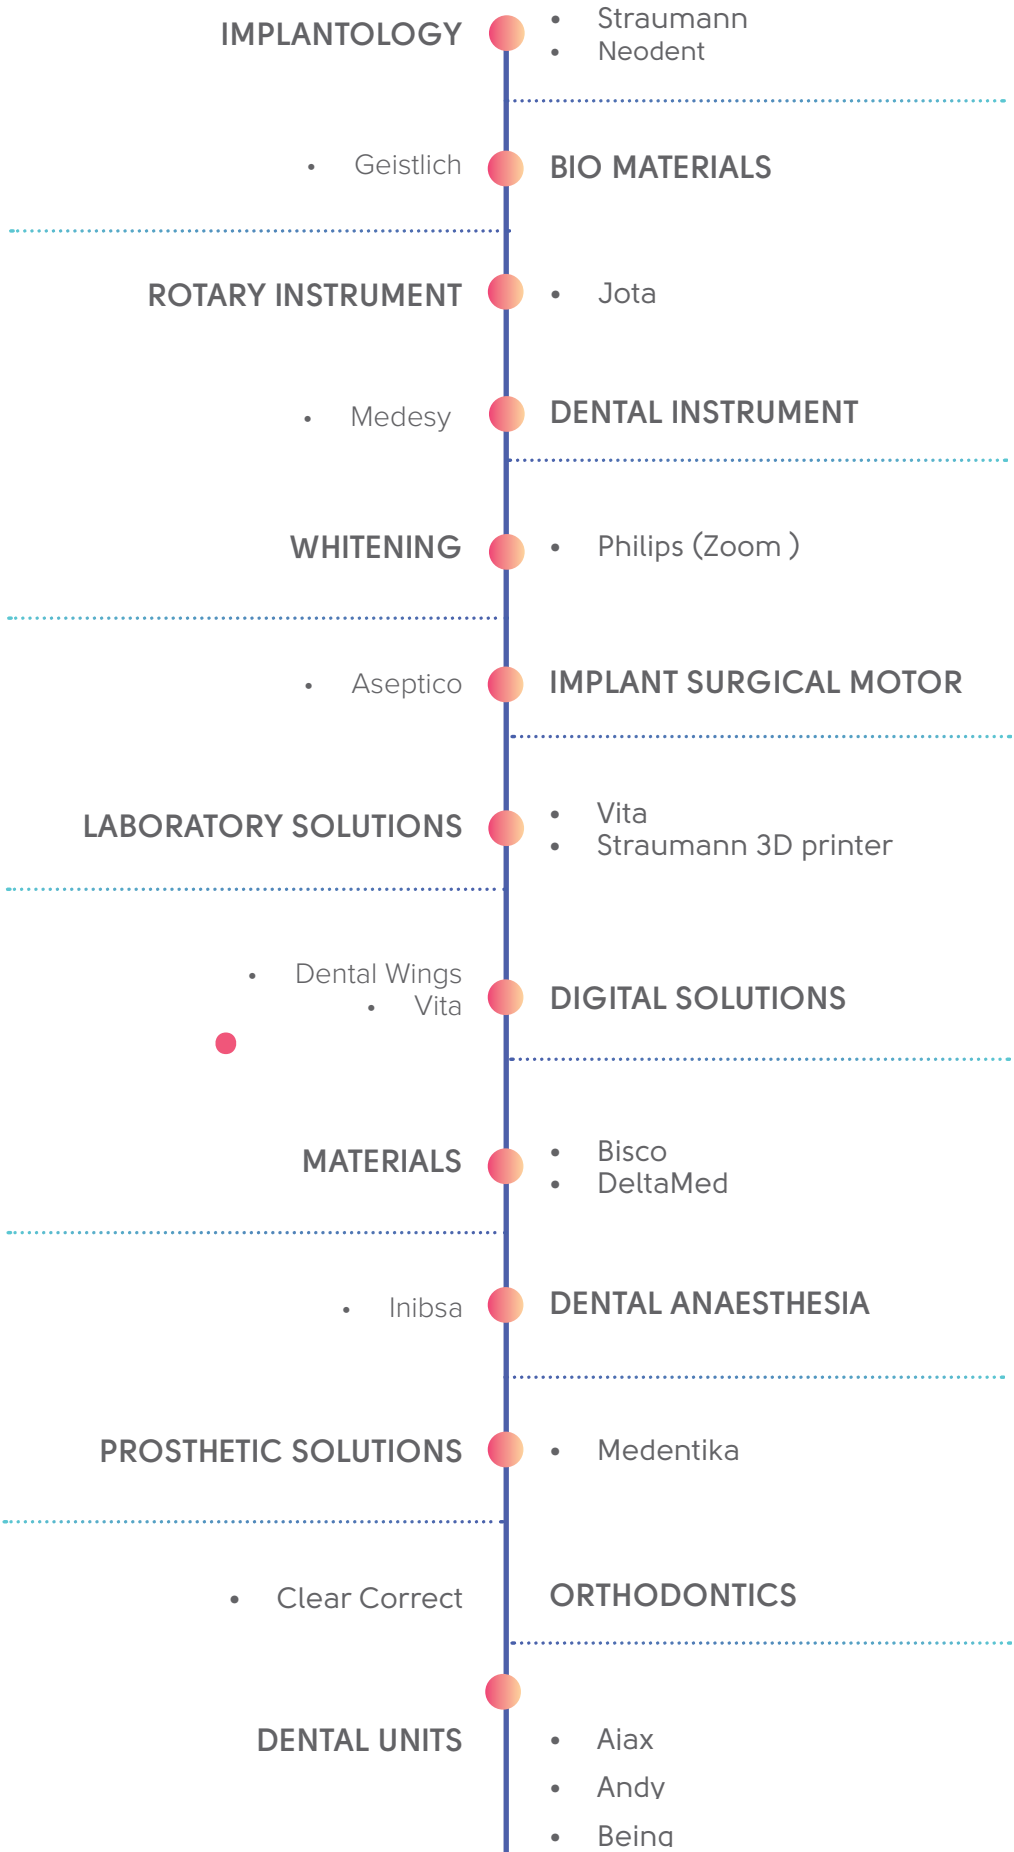 IMPLANTOLOGY
• Straumann
• Neodent
• Geistlich
BIO MATERIALS
ROTARY INSTRUMENT
• Jota
• Medesy
DENTAL INSTRUMENT
WHITENING
• Philips (Zoom )
• Aseptico
IMPLANT SURGICAL MOTOR
LABORATORY SOLUTIONS
• Vita
• Straumann 3D printer
• Dental Wings
• Vita
DIGITAL SOLUTIONS
MATERIALS
• Bisco
• DeltaMed
• Inibsa
DENTAL ANAESTHESIA
PROSTHETIC SOLUTIONS
• Medentika
• Clear Correct
ORTHODONTICS
DENTAL UNITS
• Ajax
• Andy
• Being